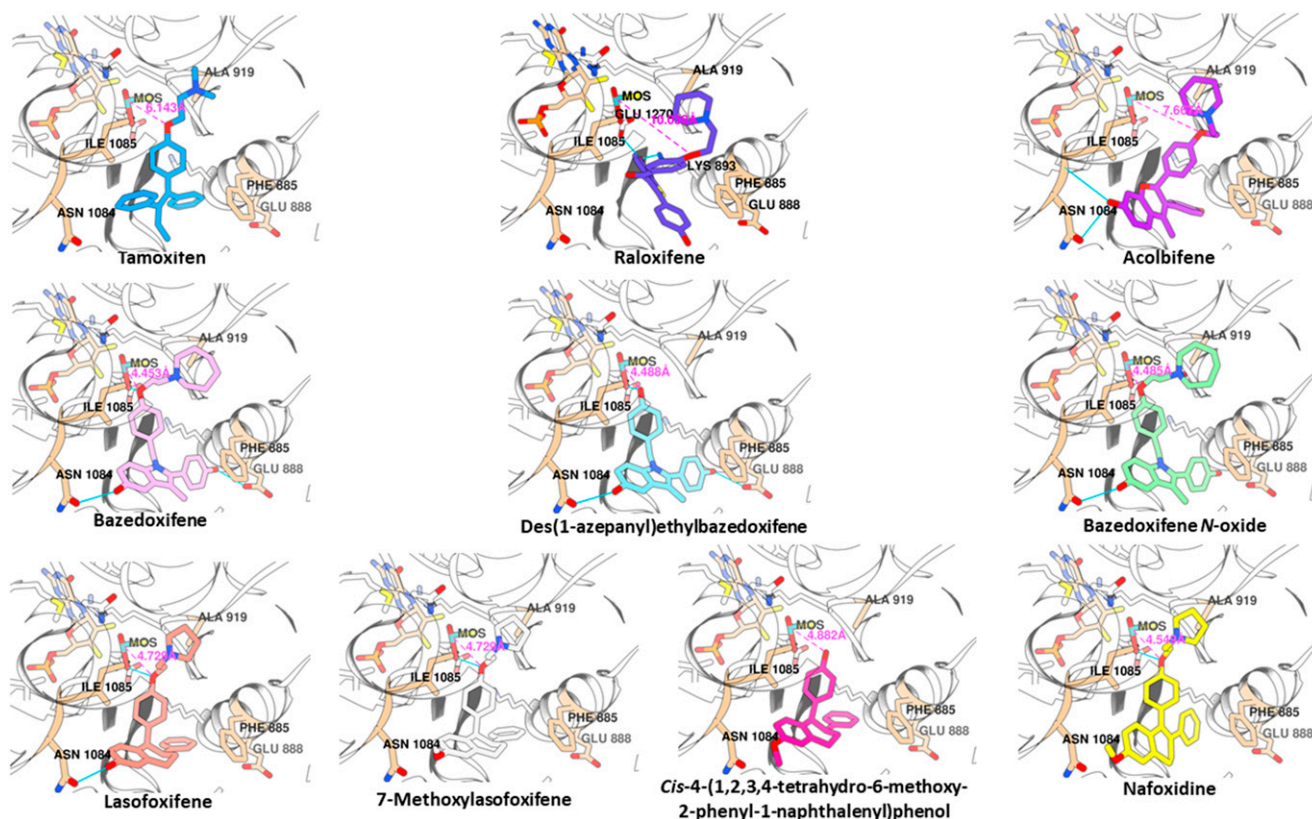 ALA 919
MOS
6.143Å
ILE 1085
PHE 885
ASN 1084
GLU 888
Tamoxifen
ALA 919
MOS
GLU 1270
ILE 1085
LYS 893
PHE 885
GLU 888
ASN 1084
Raloxifene
ALA 919
MOS
ILE 1085
PHE 885
ASN 1084
GLU 888
Acolbifene
ALA 919
MOS
4.453Å
ILE 1085
PHE 885
GLU 888
ASN 1084
Bazedoxifene
ALA 919
MOS
4.488Å
ILE 1085
PHE 885
GLU 888
ASN 1084
Des(1-azepanyl)ethylbazedoxifene
ALA 919
MOS
4.485Å
ILE 1085
PHE 885
GLU 888
ASN 1084
Bazedoxifene N-oxide
ALA 919
MOS
ILE 1085
PHE 885
GLU 888
ASN 1084
Lasofoxifene
ALA 919
MOS
4.729Å
ILE 1085
PHE 885
GLU 888
ASN 1084
7-Methoxylasofoxifene
ALA 919
MOS
4.882Å
ILE 1085
PHE 885
GLU 888
ASN 1084
Cis-4-(1,2,3,4-tetrahydro-6-methoxy-
2-phenyl-1-naphthalenyl)phenol
ALA 919
MOS
ILE 1085
PHE 885
GLU 888
ASN 1084
Nafoxidine